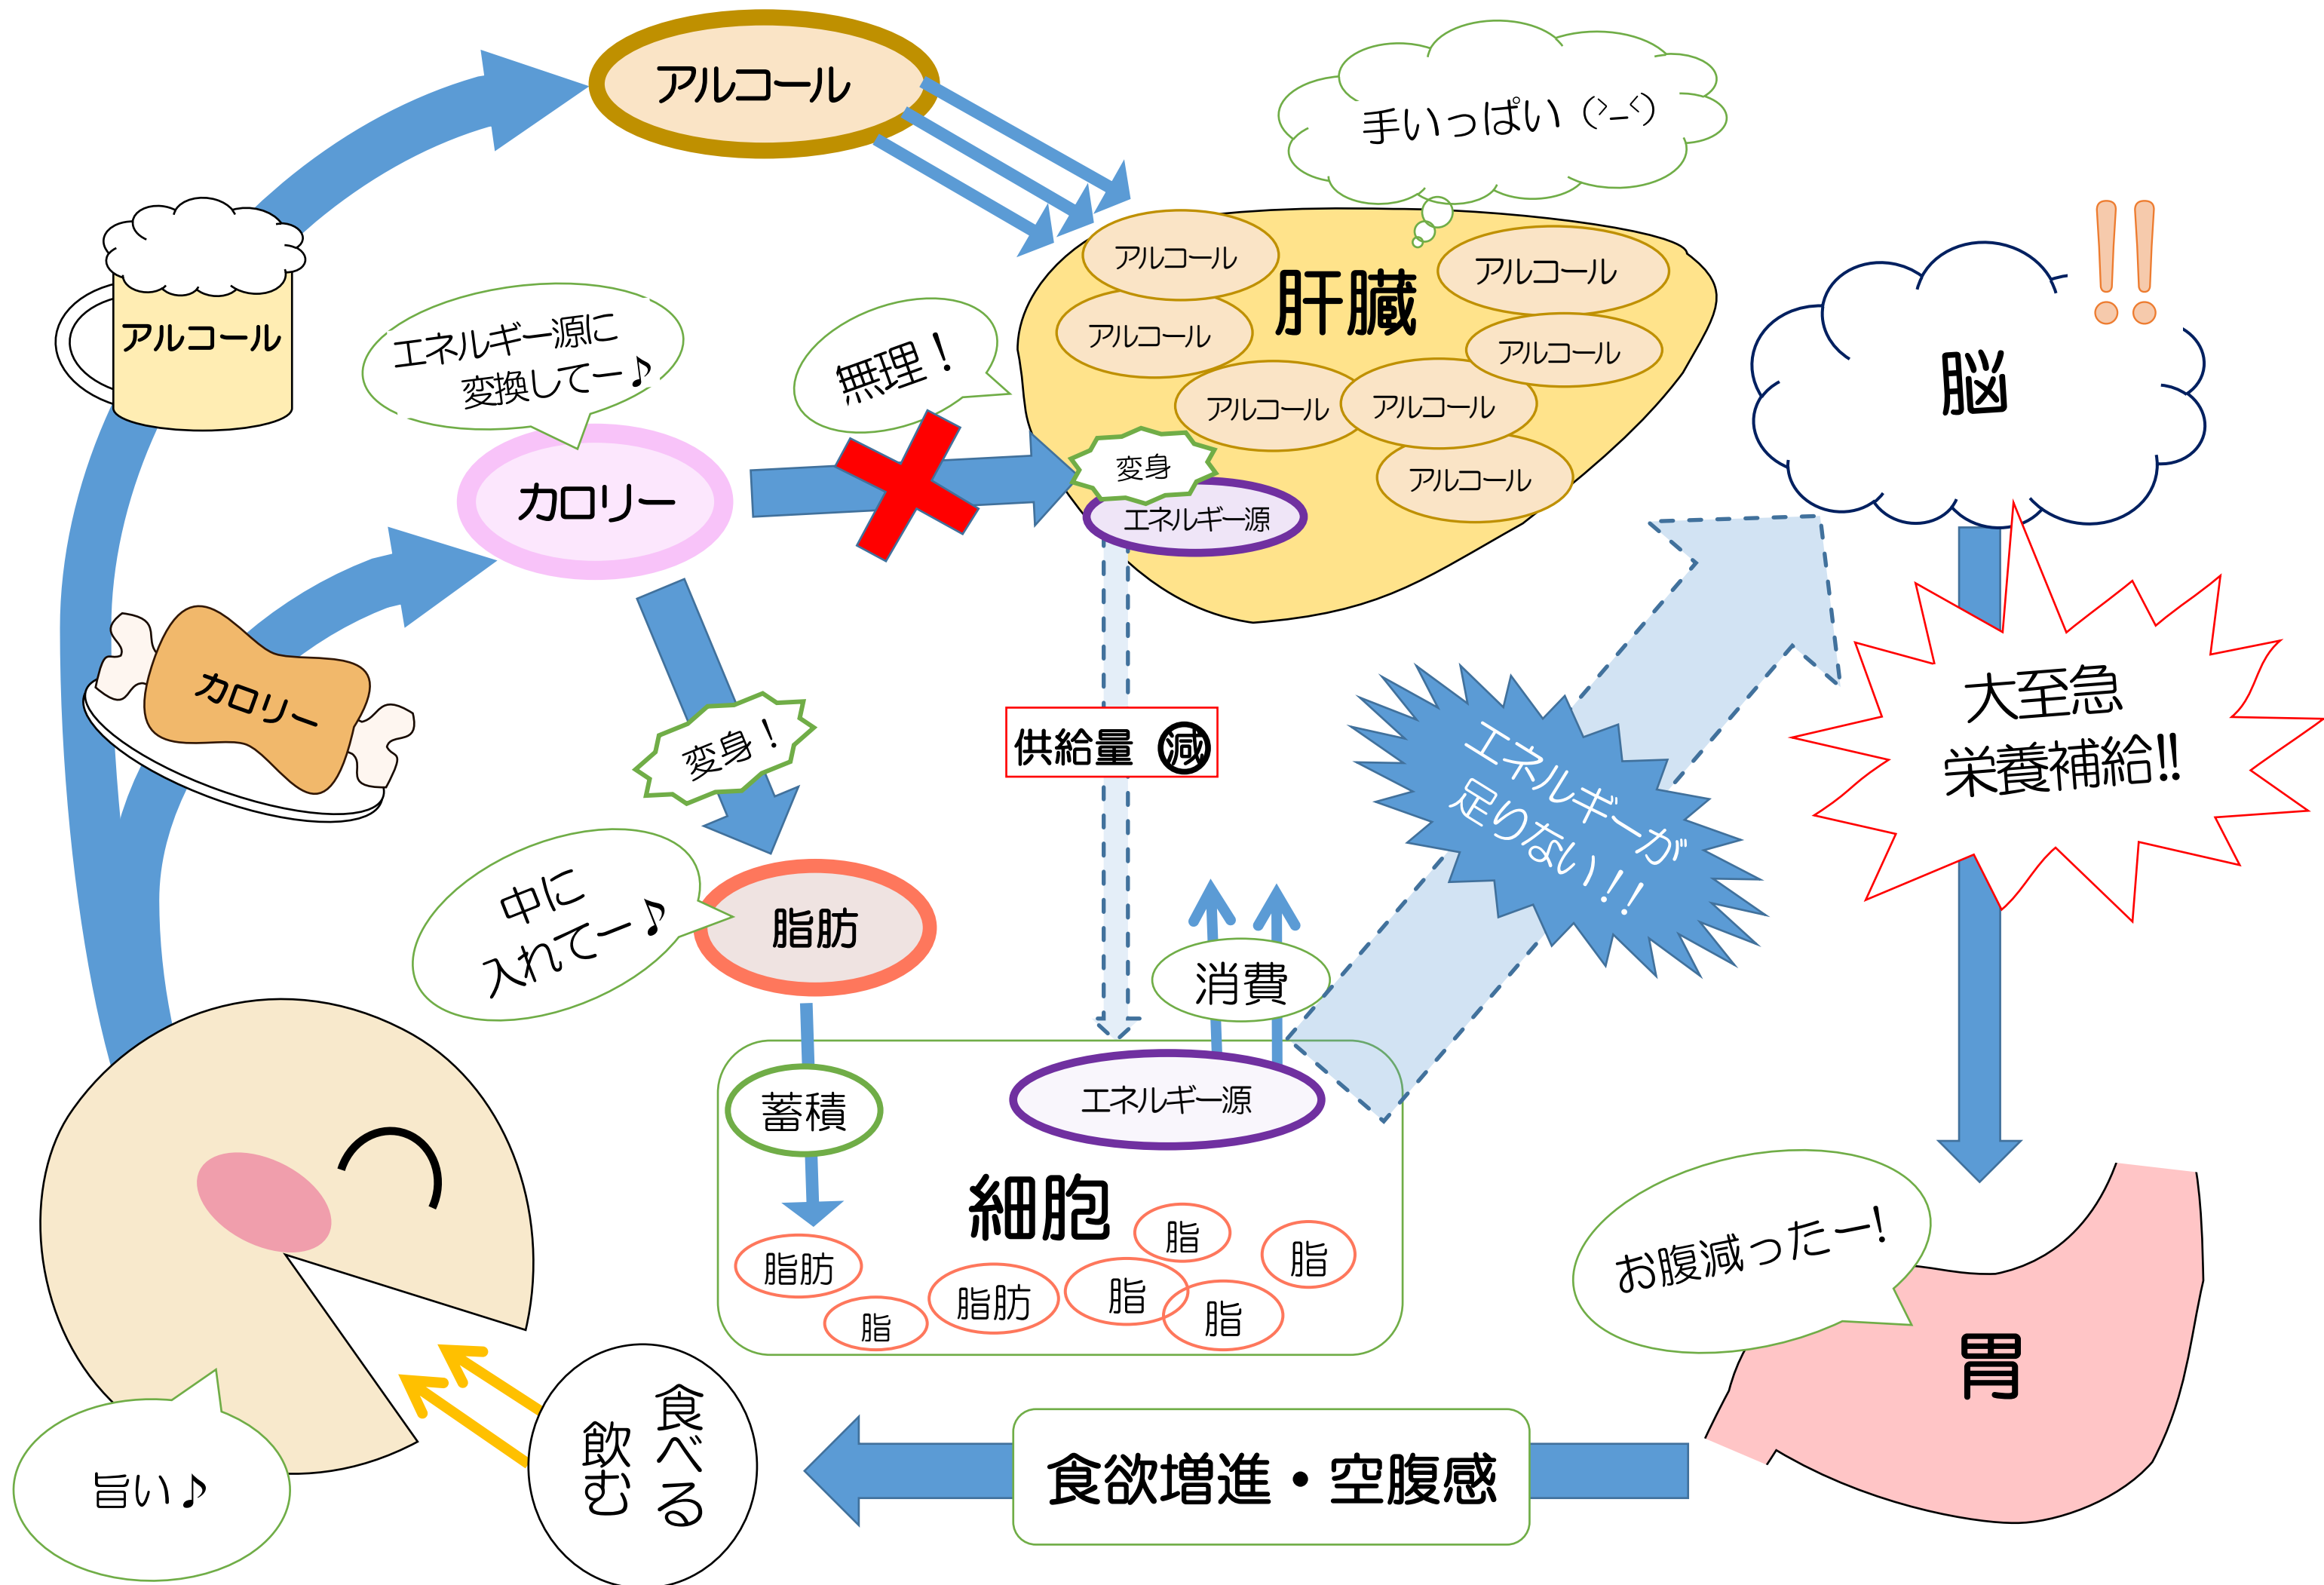 アルコール
手いっぱい（＞_＜）
アルコール
エネルギー源に
変換してー♪
無理！
肝臓
アルコール
アルコール
アルコール
アルコール
アルコール
アルコール
アルコール
脳
!!
カロリー
変身
エネルギー源
カロリー
変身！
供給量 減
エネルギーが
足らない！！
大至急
栄養補給!!
中に
入れてー♪
脂肪
消費
蓄積
エネルギー源
細胞
脂肪
脂
脂肪
脂
脂
脂
脂
お腹減ったー!
胃
旨い♪
食べる
飲む
食欲増進・空腹感